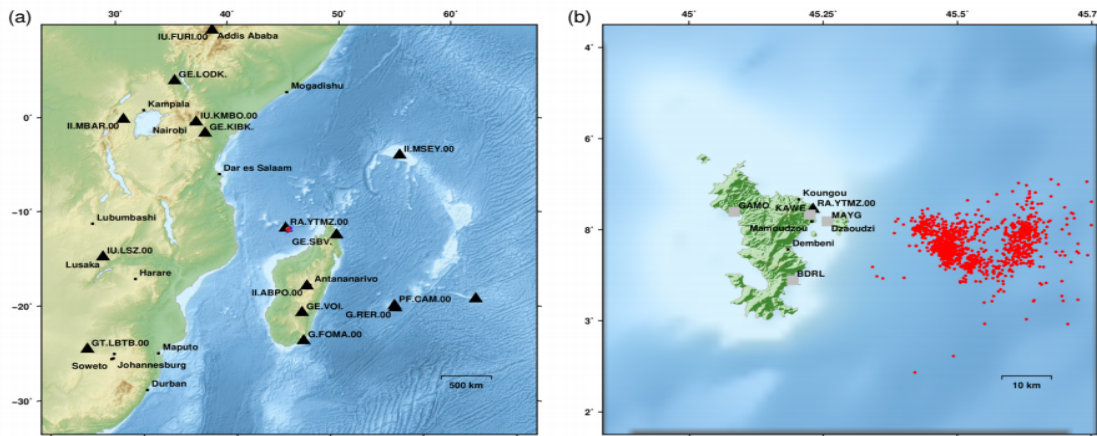 (a)
30°
40°
50°
60°
IU.FURI.00
Addis Ababa
GE.LODK.
Mogadishu
Kampala
0°
II.MBAR.00
IU.KMBO.00
Nairobi
GE.KIBK.
II.MSEY.00
Dar es Salaam
−10°
Lubumbashi
RA.YTMZ.00
GE.SBV.
IU.LSZ.00
Lusaka
Harare
Antananarivo
II.ABPO.00
−20°
GE.VOI.
PF.CAM.00
G.RER.00
G.FOMA.00
GT.LBTB.00
Maputo
Soweto
Johannesburg
500 km
Durban
−30°
(b)
45°
45.25°
45.5°
45.7
4°
6°
Koungou
GAMO
KAWE
RA.YTMZ.00
MAYG
8°
Mamoudzou
Dzaoudzi
Dembeni
BDRL
3°
10 km
2°